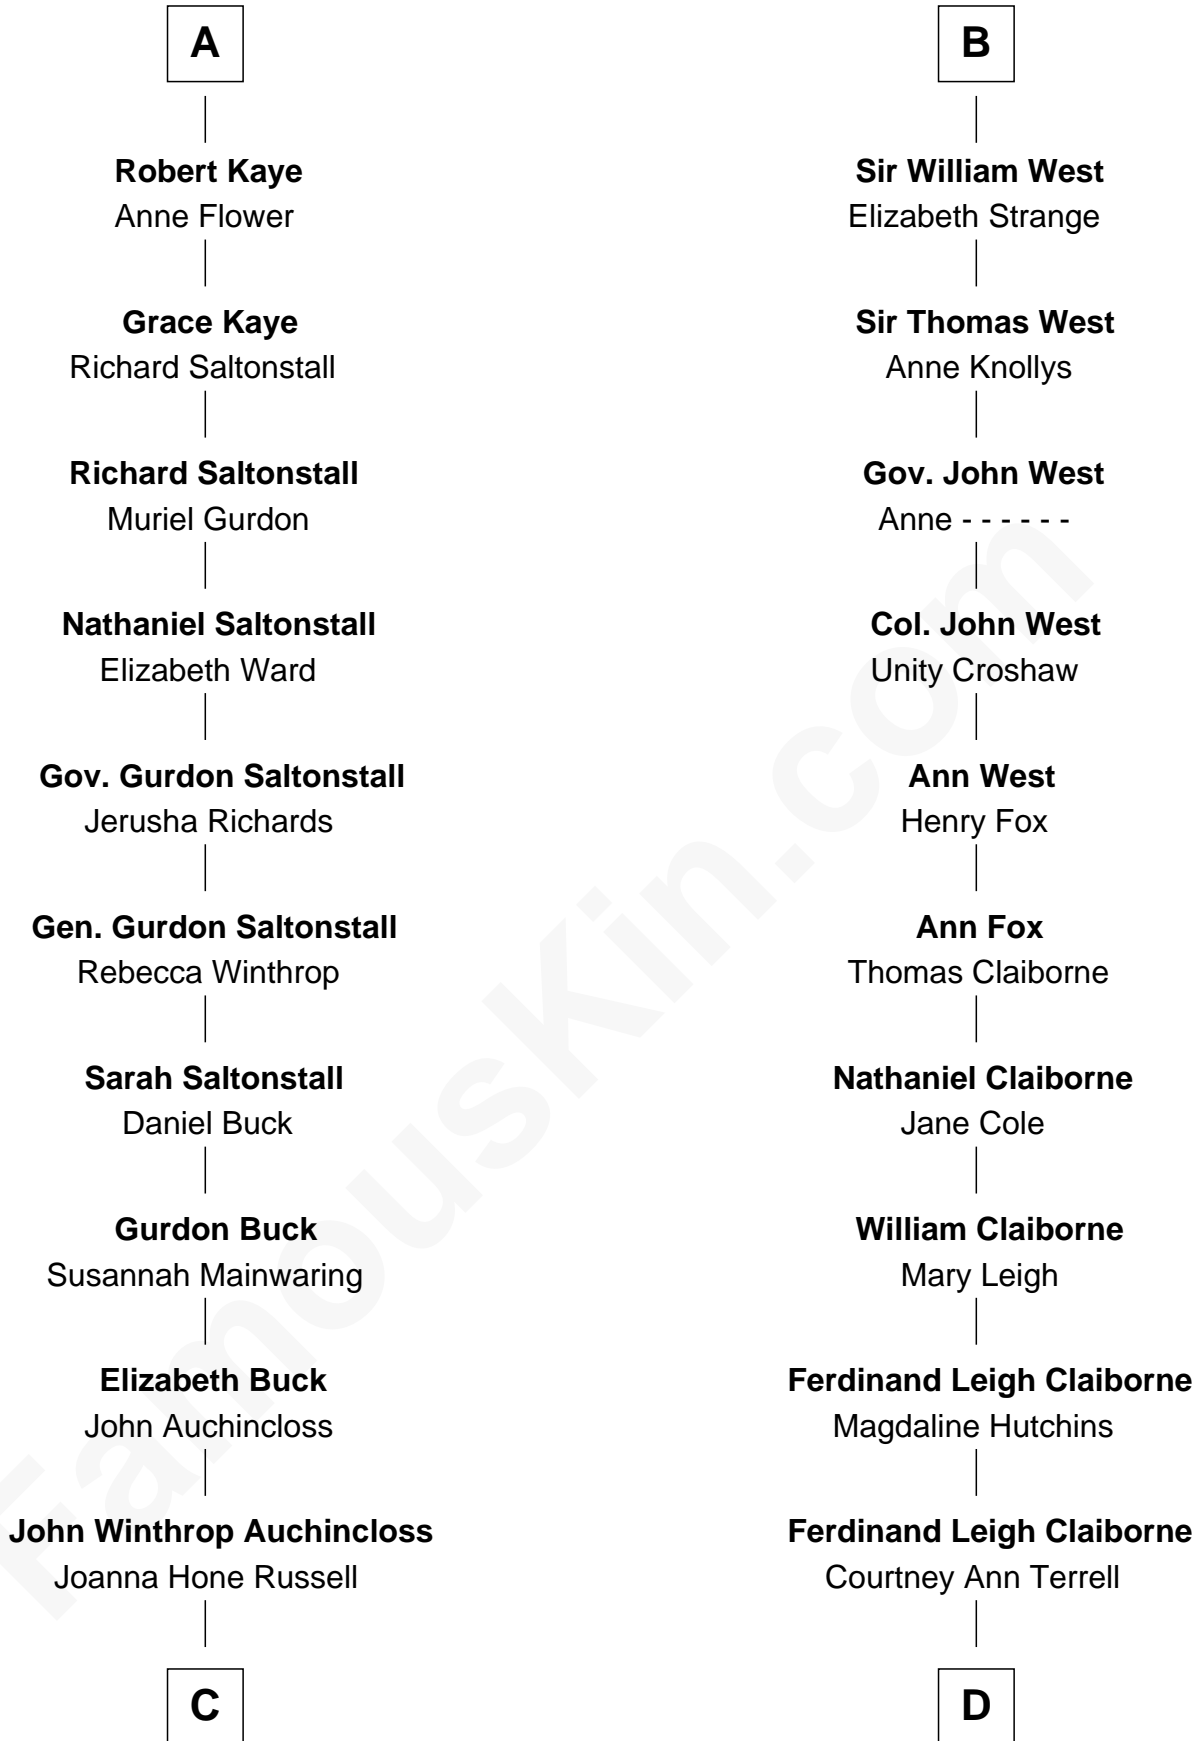 A
Robert Kaye
Anne Flower
Grace Kaye
Richard Saltonstall
Richard Saltonstall
Muriel Gurdon
Nathaniel Saltonstall
Elizabeth Ward
Gov. Gurdon Saltonstall
Jerusha Richards
Gen. Gurdon Saltonstall
Rebecca Winthrop
Sarah Saltonstall
Daniel Buck
Gurdon Buck
Susannah Mainwaring
Elizabeth Buck
John Auchincloss
John Winthrop Auchincloss
Joanna Hone Russell
C
B
Sir William West
Elizabeth Strange
Sir Thomas West
Anne Knollys
Gov. John West
Anne - - - - - -
Col. John West
Unity Croshaw
Ann West
Henry Fox
Ann Fox
Thomas Claiborne
Nathaniel Claiborne
Jane Cole
William Claiborne
Mary Leigh
Ferdinand Leigh Claiborne
Magdaline Hutchins
Ferdinand Leigh Claiborne
Courtney Ann Terrell
D
FamousKin.com